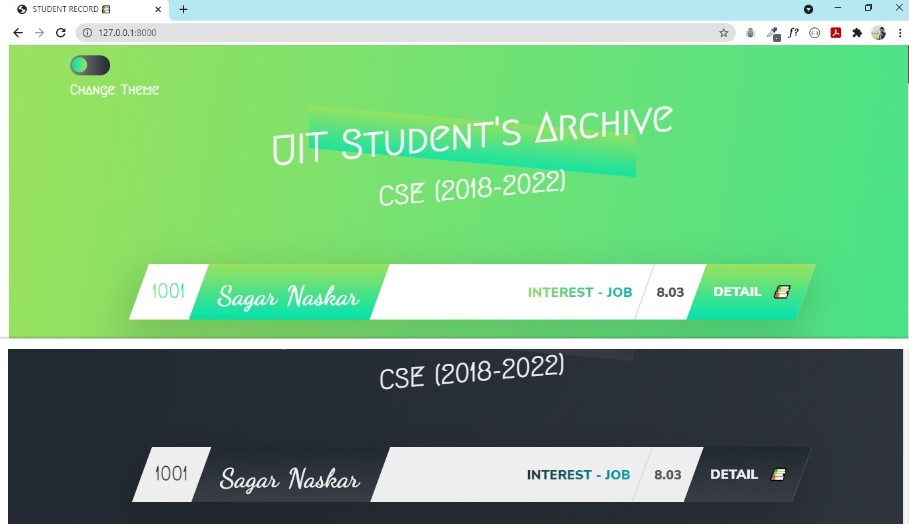 STUDENT RECORD
127.0.0.1:8000
f?
Change Theme
UIT Student's Archive
CSE (2018-2022)
1001 Sagar Naskar INTEREST - JOB 8.03 DETAIL
CSE (2018-2022)
1001 Sagar Naskar INTEREST - JOB 8.03 DETAIL